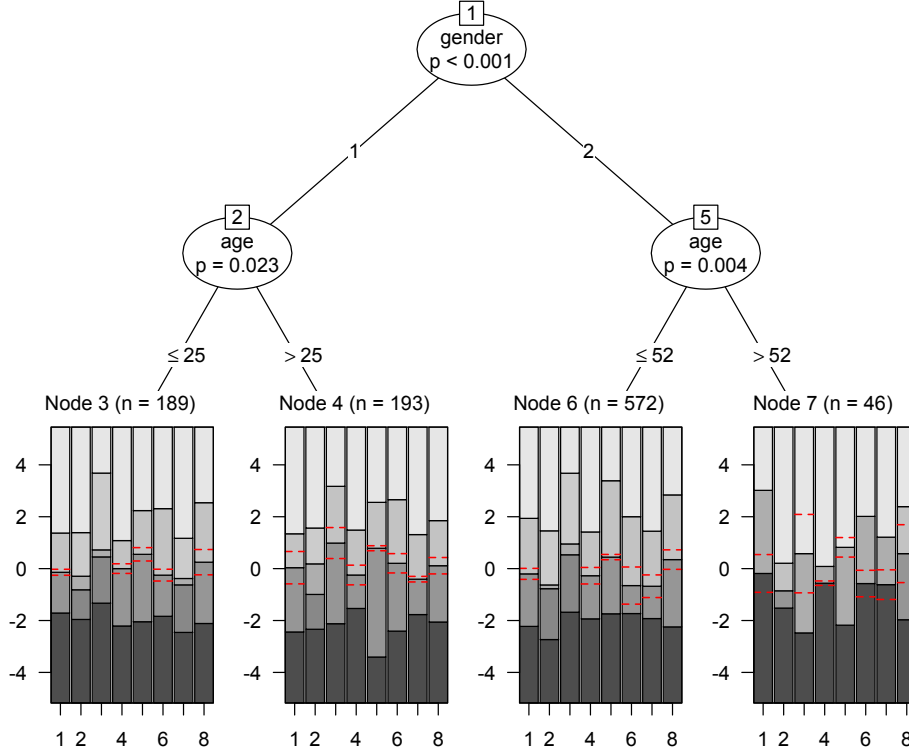 1
gender
p < 0.001
1
2
2
age
p = 0.023
5
age
p = 0.004
≤ 25
> 25
≤ 52
> 52
Node 3 (n = 189)
Node 4 (n = 193)
Node 6 (n = 572)
Node 7 (n = 46)
4
2
0
-2
-4
1 2 4 6 8
4
2
0
-2
-4
1 2 4 6 8
4
2
0
-2
-4
1 2 4 6 8
4
2
0
-2
-4
1 2 4 6 8